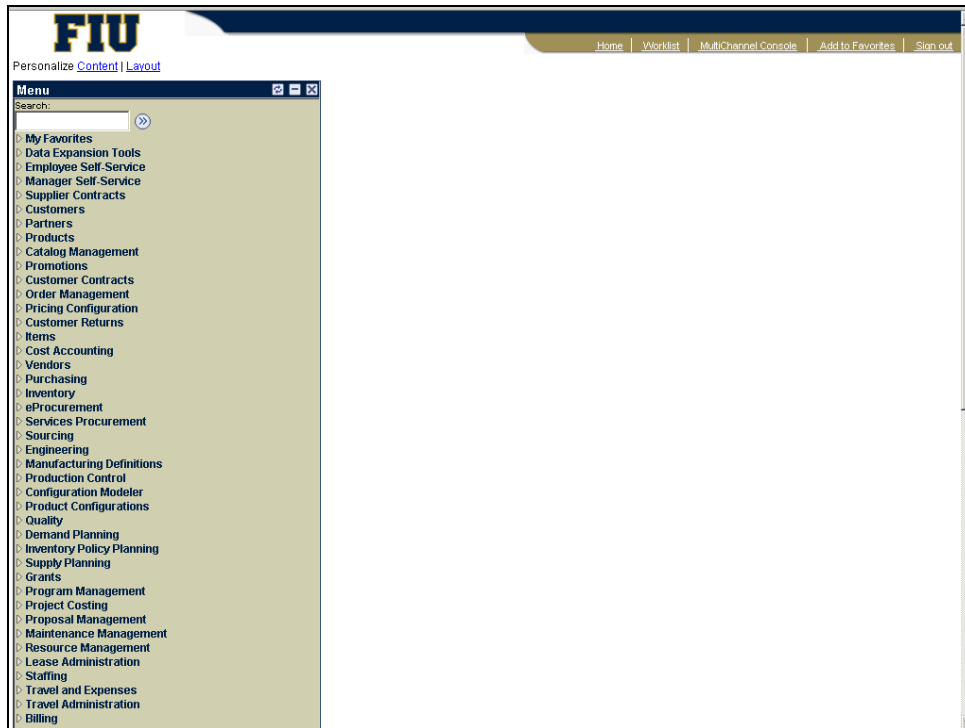 FIU
Home | Worklist | MultiChannel Console | Add to Favorites | Sign out
Personalize Content | Layout
Menu
Search:
My Favorites
Data Expansion Tools
Employee Self-Service
Manager Self-Service
Supplier Contracts
Customers
Partners
Products
Catalog Management
Promotions
Customer Contracts
Order Management
Pricing Configuration
Customer Returns
Items
Cost Accounting
Vendors
Purchasing
Inventory
eProcurement
Services Procurement
Sourcing
Engineering
Manufacturing Definitions
Production Control
Configuration Modeler
Product Configurations
Quality
Demand Planning
Inventory Policy Planning
Supply Planning
Grants
Program Management
Project Costing
Proposal Management
Maintenance Management
Resource Management
Lease Administration
Staffing
Travel and Expenses
Travel Administration
Billing